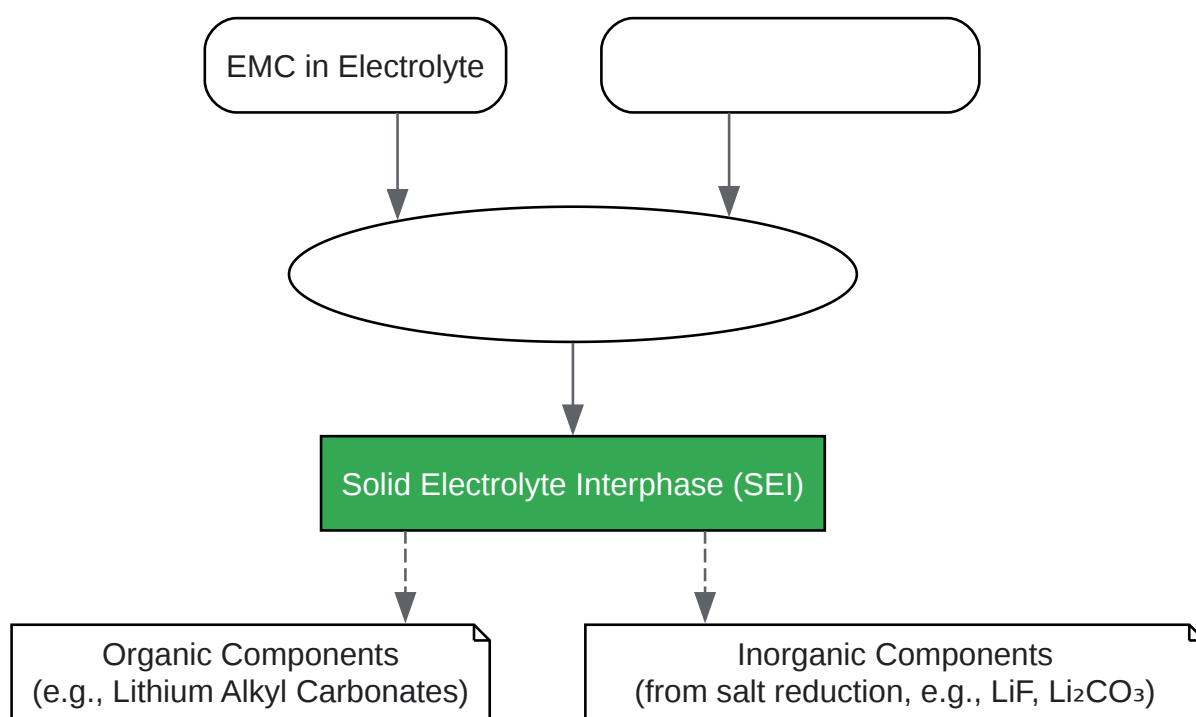 EMC in Electrolyte
Solid Electrolyte Interphase (SEI)
Organic Components
(e.g., Lithium Alkyl Carbonates)
Inorganic Components
(from salt reduction, e.g., LiF, Li₂CO₃)